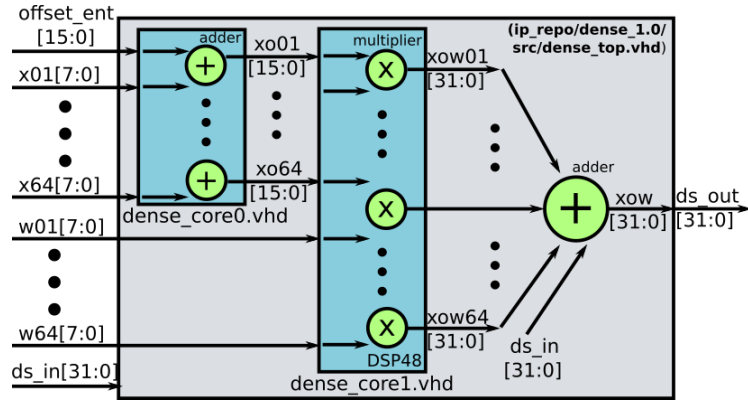 offset_ent
[15:0]
x01[7:0]
x64[7:0]
w01[7:0]
w64[7:0]
ds_in[31:0]
adder
+
+
dense_core0.vhd
xo01
[15:0]
xo64
[15:0]
multiplier
x
x
x
DSP48
dense_core1.vhd
xow01
[31:0]
xow64
[31:0]
(ip_repo/dense_1.0/
src/dense_top.vhd)
adder
+
ds_in
[31:0]
xow
[31:0]
ds_out
[31:0]